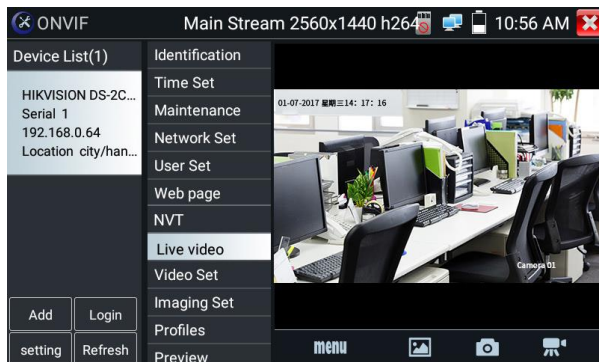 ONVIF
Main Stream 2560x1440 h264
10:56 AM
Device List(1)
HIKVISION DS-2C...
Serial 1
192.168.0.64
Location city/han...
Add
Login
setting
Refresh
Identification
Time Set
Maintenance
Network Set
User Set
Web page
NVT
Live video
Video Set
Imaging Set
Profiles
Preview
01-07-2017 星期三14:17:16
Camera 01
menu